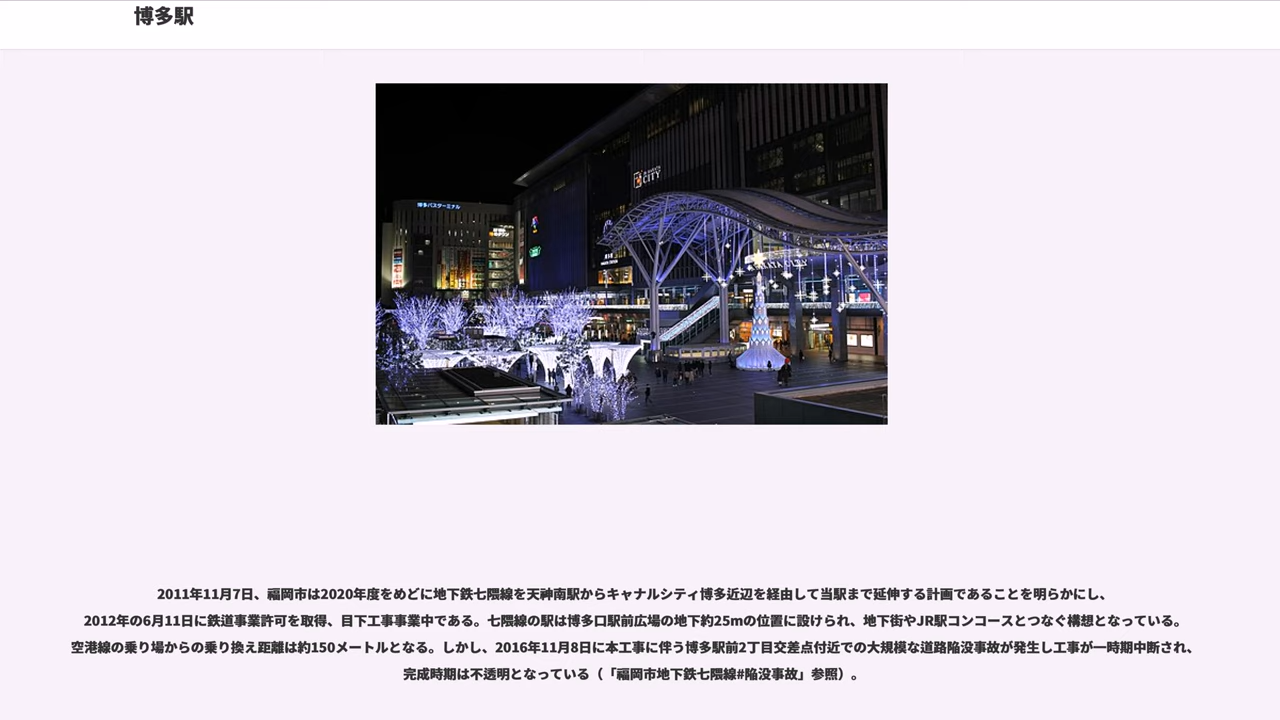 博多駅
博多バスターミナル
CITY
2011年11月7日、福岡市は2020年度をめどに地下鉄七隈線を天神南駅からキャナルシティ博多近辺を経由して当駅まで延伸する計画であることを明らかにし、
2012年の6月11日に鉄道事業許可を取得、目下工事事業中である。七隈線の駅は博多口駅前広場の地下約25mの位置に設けられ、地下街やJR駅コンコースとつなぐ構想となっている。
空港線の乗り場からの乗り換え距離は約150メートルとなる。しかし、2016年11月8日に本工事に伴う博多駅前2丁目交差点付近での大規模な道路陥没事故が発生し工事が一時期中断され、
完成時期は不透明となっている（「福岡市地下鉄七隈線#陥没事故」参照）。